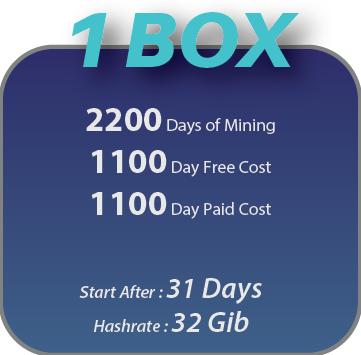 1 BOX
2200 Days of Mining
1100 Day Free Cost
1100 Day Paid Cost
Start After : 31 Days
Hashrate : 32 Gib